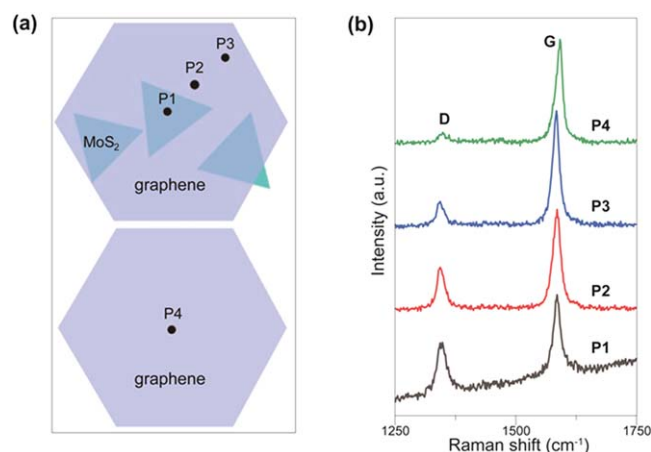 (a)
P3
P2
P1
MoS₂
graphene
P4
graphene
(b)
G
D
P4
P3
P2
P1
Intensity (a.u.)
1250
1500
1750
Raman shift (cm⁻¹)